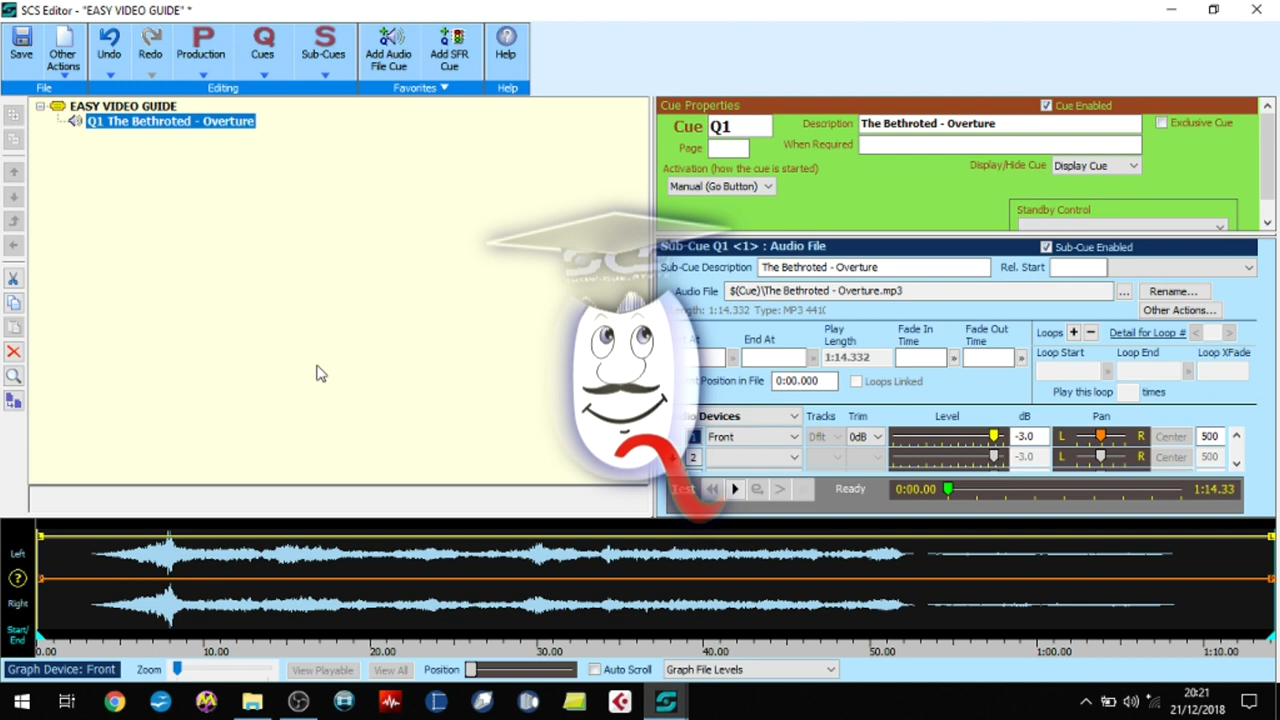 SCS Editor - "EASY VIDEO GUIDE" *
Save
Other Actions
Undo
Redo
P
Production
Q
Cues
S
Sub-Cues
Add Audio File Cue
Add SFR Cue
Help
File
Editing
Favorites
Help
EASY VIDEO GUIDE
Q1 The Bethroted - Overture
Cue Properties
Cue Enabled
Cue Q1
Description The Bethroted - Overture
Exclusive Cue
Page
When Required
Activation (how the cue is started)
Display/Hide Cue Display Cue
Manual (Go Button)
Standby Control
Sub-Cue Q1 <1> : Audio File
Sub-Cue Enabled
Sub-Cue Description The Bethroted - Overture
Rel. Start
Audio File $(Cue)\The Bethroted - Overture.mp3
... Rename...
1:14.332 Type: MP3
Other Actions...
End At
Play Length
Fade In Time
Fade Out Time
Loops + -
Detail for Loop # < >
1:14.332
Loop Start
Loop End
Loop XFade
Position in File 0:00.000
Loops Linked
Play this loop times
Devices
Tracks
Trim
Level
dB
Pan
1 Front Dflt 0dB -3.0 L R Center 500
2 -3.0 L R Center 500
Test
Ready
0:00.00
1:14.33
Left
?
Right
Start/End
0.00 10.00 20.00 30.00 40.00 50.00 1:00.00 1:10.00
Graph Device: Front
Zoom
View Playable
View All
Position
Auto Scroll
Graph File Levels
20:21
21/12/2018